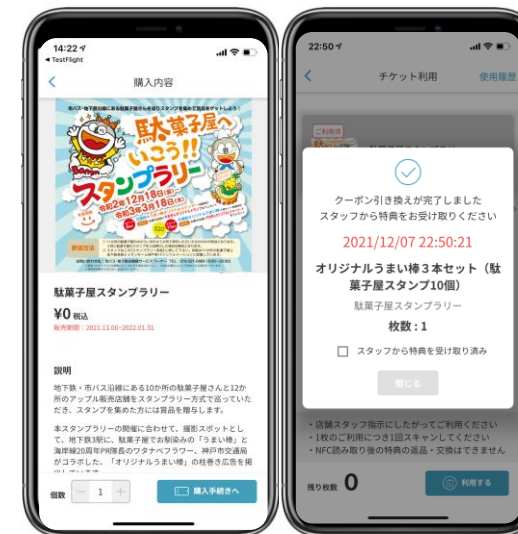 14:22
TestFlight
購入内容
駄菓子屋へ
いこう!!
スタンプラリー
令和2年12月18日
令和3年3月18日
駄菓子屋スタンプラリー
¥0 税込
販売期間：2021.11.06~2022.01.31
説明
地下鉄・市バス沿線にある10か所の駄菓子屋さんと12か
所のアップル販売店舗をスタンプラリー方式で巡っていた
だき、スタンプを集めた方には賞品を贈与します。
本スタンプラリーの開催に合わせて、撮影スポットとし
て、地下鉄3駅に、駄菓子屋でお馴染みの「うまい棒」と
海岸線20周年PR隊長のワタナベフラワー、神戸市交通局
がコラボした、「オリジナルうまい棒」の柱巻き広告を掲
個数
1
購入手続きへ
22:50
チケット利用
使用履歴
ご利用済
クーポン引き換えが完了しました
スタッフから特典をお受け取りください
2021/12/07 22:50:21
オリジナルうまい棒３本セット（駄
菓子屋スタンプ10個）
駄菓子屋スタンプラリー
枚数 : 1
スタッフから特典を受け取り済み
閉じる
・店舗スタッフ指示にしたがってご利用ください
・1枚のご利用につき1回スキャンしてください
・NFC読み取り後の特典の返品・交換はできません
残り枚数 0
利用する